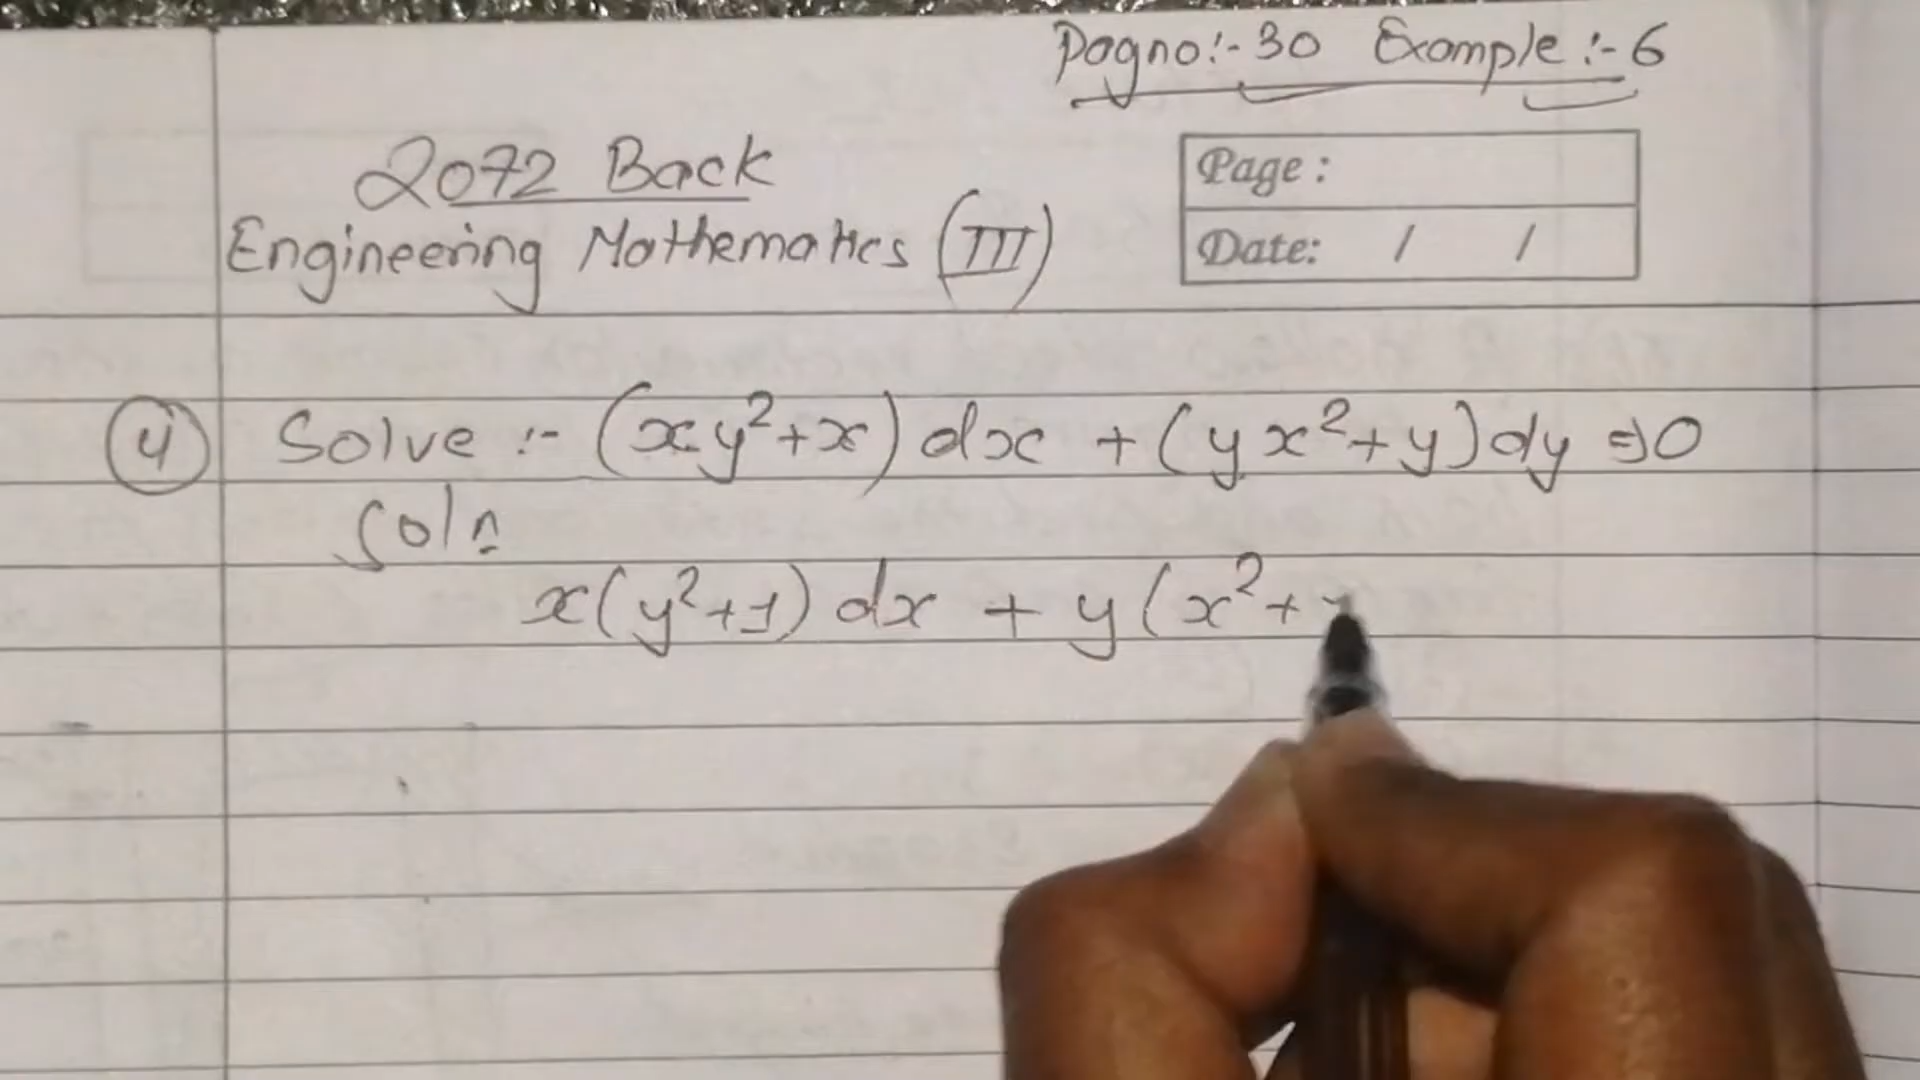 Pagno:- 30 Example:- 6
2072 Back
Engineering Mathematics (III)
Page:
Date: / /
④ Solve :- (xy²+x) dx + (yx²+y) dy => 0
Soln
x(y²+1) dx + y(x²+